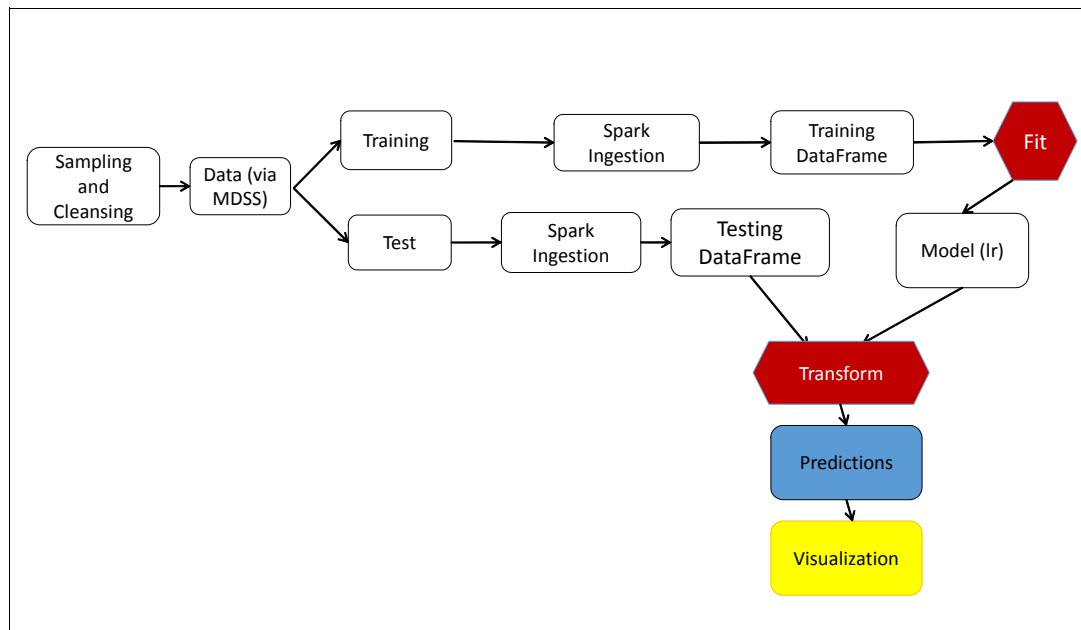 Sampling
and
Cleansing
Data (via
MDSS)
Training
Spark
Ingestion
Training
DataFrame
Fit
Test
Spark
Ingestion
Testing
DataFrame
Model (lr)
Transform
Predictions
Visualization